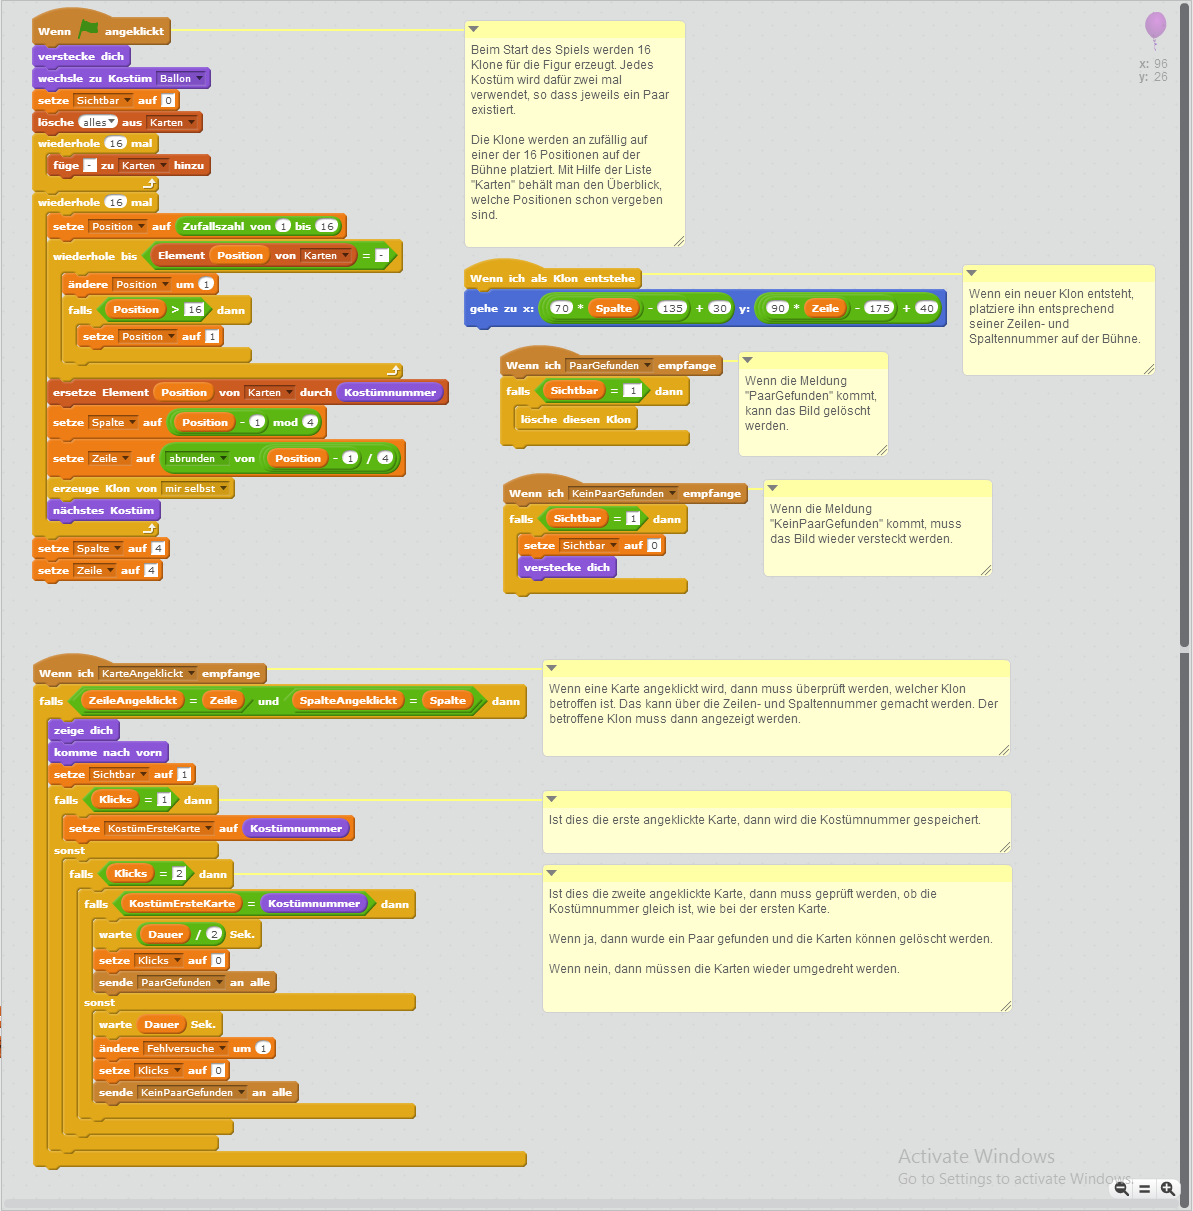 Wenn angeklickt
verstecke dich
wechsle zu Kostüm Ballon
setze Sichtbar auf 0
lösche alles aus Karten
wiederhole 16 mal
füge - zu Karten hinzu
wiederhole 16 mal
setze Position auf Zufallszahl von 1 bis 16
wiederhole bis Element Position von Karten = -
ändere Position um 1
falls Position > 16 dann
setze Position auf 1
ersetze Element Position von Karten durch Kostümnummer
setze Spalte auf Position - 1 mod 4
setze Zeile auf abrunden von Position - 1 / 4
erzeuge Klon von mir selbst
nächstes Kostüm
setze Spalte auf 4
setze Zeile auf 4
Beim Start des Spiels werden 16
Klone für die Figur erzeugt. Jedes
Kostüm wird dafür zwei mal
verwendet, so dass jeweils ein Paar
existiert.
Die Klone werden an zufällig auf
einer der 16 Positionen auf der
Bühne platziert. Mit Hilfe der Liste
"Karten" behält man den Überblick,
welche Positionen schon vergeben
sind.
x: 96
y: 26
Wenn ich als Klon entstehe
gehe zu x: 70 * Spalte - 135 + 30 y: 90 * Zeile - 175 + 40
Wenn ein neuer Klon entsteht,
platziere ihn entsprechend
seiner Zeilen- und
Spaltennummer auf der Bühne.
Wenn ich PaarGefunden empfange
falls Sichtbar = 1 dann
lösche diesen Klon
Wenn die Meldung
"PaarGefunden" kommt,
kann das Bild gelöscht
werden.
Wenn ich KeinPaarGefunden empfange
falls Sichtbar = 1 dann
setze Sichtbar auf 0
verstecke dich
Wenn die Meldung
"KeinPaarGefunden" kommt, muss
das Bild wieder versteckt werden.
Wenn ich KarteAngeklickt empfange
falls ZeileAngeklickt = Zeile und SpalteAngeklickt = Spalte dann
zeige dich
komme nach vorn
setze Sichtbar auf 1
falls Klicks = 1 dann
setze KostümErsteKarte auf Kostümnummer
sonst
falls Klicks = 2 dann
falls KostümErsteKarte = Kostümnummer dann
warte Dauer / 2 Sek.
setze Klicks auf 0
sende PaarGefunden an alle
sonst
warte Dauer Sek.
ändere Fehlversuche um 1
setze Klicks auf 0
sende KeinPaarGefunden an alle
Wenn eine Karte angeklickt wird, dann muss überprüft werden, welcher Klon
betroffen ist. Das kann über die Zeilen- und Spaltennummer gemacht werden. Der
betroffene Klon muss dann angezeigt werden.
Ist dies die erste angeklickte Karte, dann wird die Kostümnummer gespeichert.
Ist dies die zweite angeklickte Karte, dann muss geprüft werden, ob die
Kostümnummer gleich ist, wie bei der ersten Karte.
Wenn ja, dann wurde ein Paar gefunden und die Karten können gelöscht werden.
Wenn nein, dann müssen die Karten wieder umgedreht werden.
Activate Windows
Go to Settings to activate Windows.